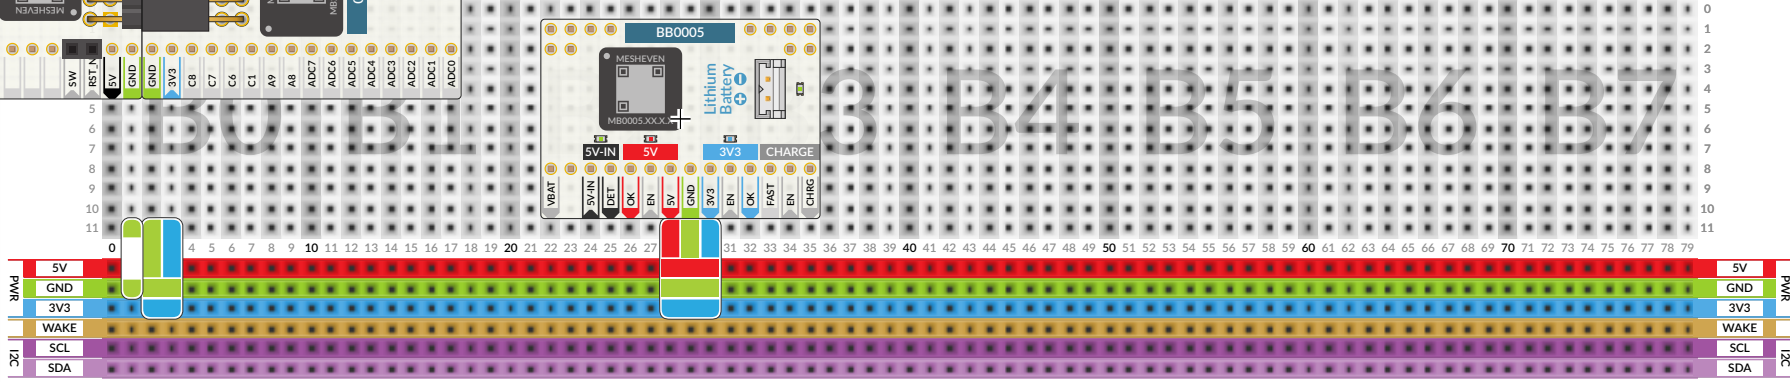 MESHEVEN
BB0005
MESHEVEN
MB0005.XX.X
Lithium
Battery
5V-IN 5V 3V3 CHARGE
SW RST_N 5V GND GND 3V3 C8 C7 C6 C1 A9 A8 ADC7 ADC6 ADC5 ADC4 ADC3 ADC2 ADC1 ADC0
VBAT 5V-IN DET OK EN 5V GND 3V3 EN OK FAST EN CHRG
B0 B1 3 B4 B5 B6 B7
0
1
2
3
4
5
6
7
8
9
10
11
5
6
7
8
9
10
11
0 4 5 6 7 8 9 10 11 12 13 14 15 16 17 18 19 20 21 22 23 24 25 26 27 31 32 33 34 35 36 37 38 39 40 41 42 43 44 45 46 47 48 49 50 51 52 53 54 55 56 57 58 59 60 61 62 63 64 65 66 67 68 69 70 71 72 73 74 75 76 77 78 79
PWR 5V 5V PWR
GND GND
3V3 3V3
WAKE WAKE
I2C SCL SCL I2C
SDA SDA